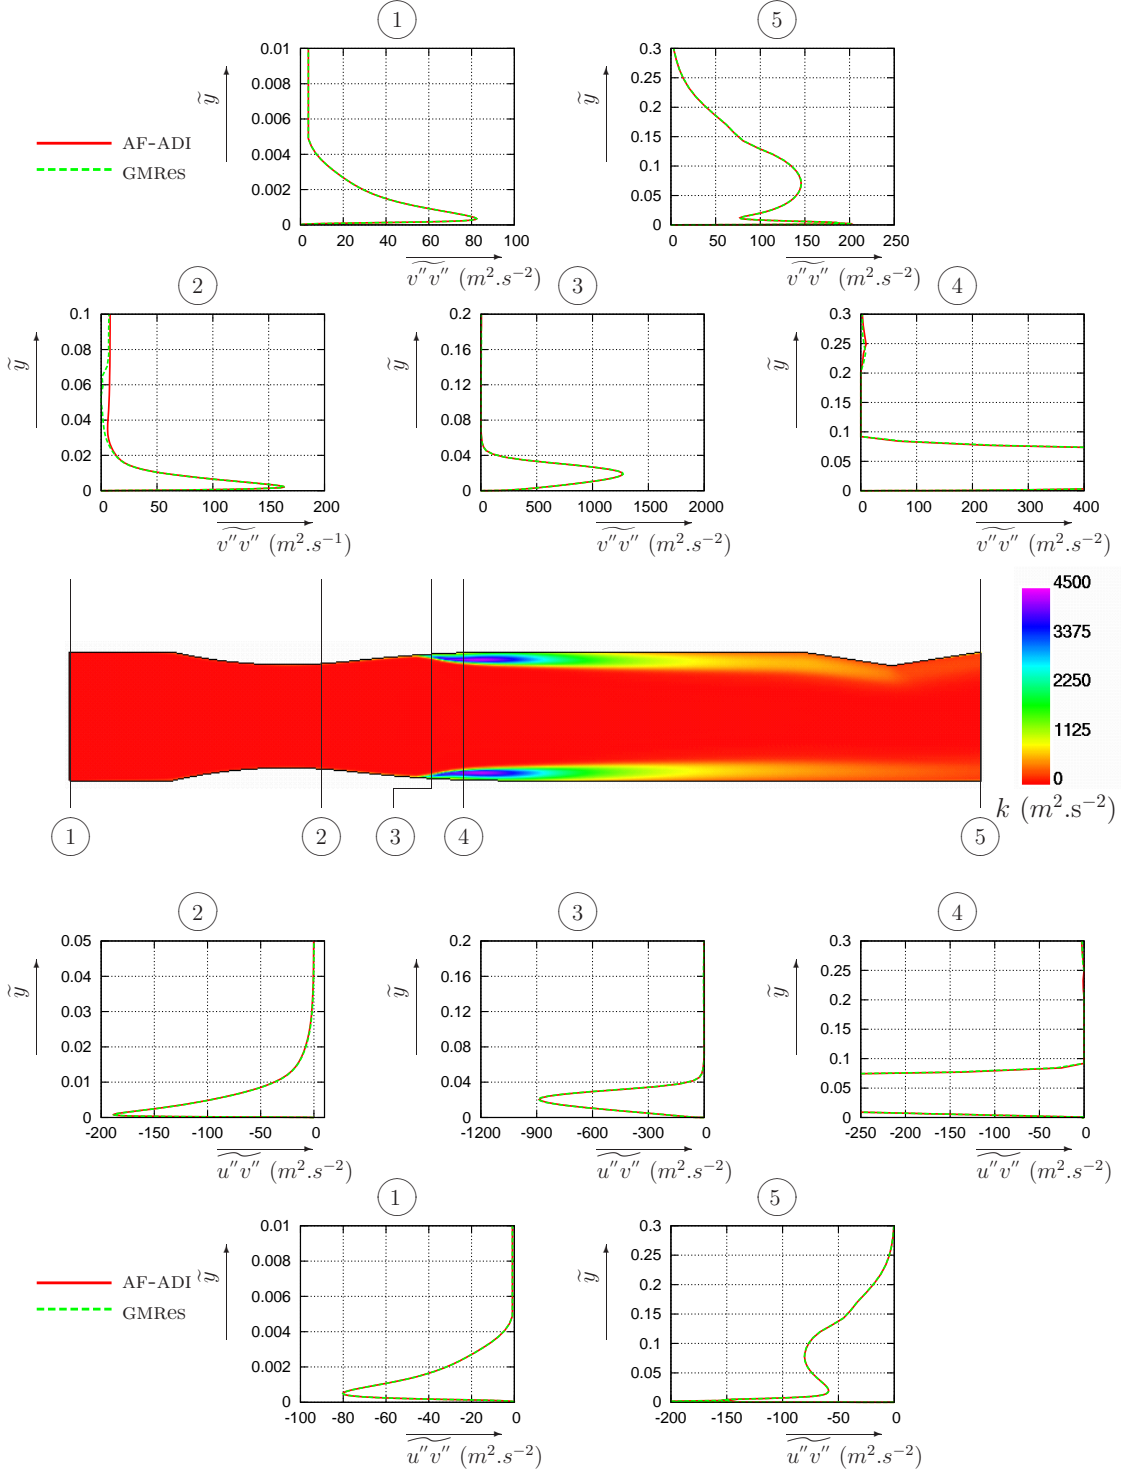 1
5
AF-ADI
GMRes
ỹ
0.01
0.008
0.006
0.004
0.002
0
0 20 40 60 80 100
v″v″ (m².s⁻²)
ỹ
0.3
0.25
0.2
0.15
0.1
0.05
0
0 50 100 150 200 250
v″v″ (m².s⁻²)
2
3
4
ỹ
0.1
0.08
0.06
0.04
0.02
0
0 50 100 150 200
v″v″ (m².s⁻¹)
ỹ
0.2
0.16
0.12
0.08
0.04
0
0 500 1000 1500 2000
v″v″ (m².s⁻²)
ỹ
0.3
0.25
0.2
0.15
0.1
0.05
0
0 100 200 300 400
v″v″ (m².s⁻²)
4500
3375
2250
1125
0
k (m².s⁻²)
1 2 3 4 5
2
3
4
ỹ
0.05
0.04
0.03
0.02
0.01
0
-200 -150 -100 -50 0
u″v″ (m².s⁻²)
ỹ
0.2
0.16
0.12
0.08
0.04
0
-1200 -900 -600 -300 0
u″v″ (m².s⁻²)
ỹ
0.3
0.25
0.2
0.15
0.1
0.05
0
-250 -200 -150 -100 -50 0
u″v″ (m².s⁻²)
1
5
AF-ADI
GMRes
ỹ
0.01
0.008
0.006
0.004
0.002
0
-100 -80 -60 -40 -20 0
u″v″ (m².s⁻²)
ỹ
0.3
0.25
0.2
0.15
0.1
0.05
0
-200 -150 -100 -50 0
u″v″ (m².s⁻²)